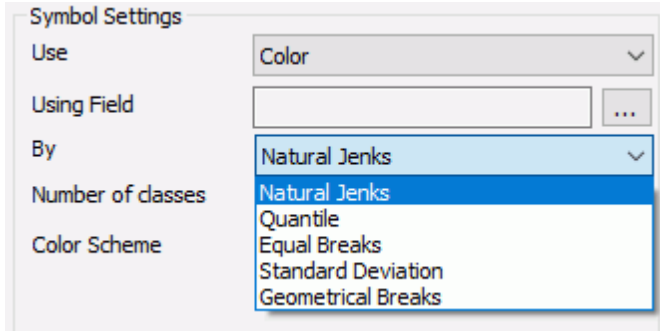 Symbol Settings
Use Color
Using Field ...
By Natural Jenks
Number of classes Natural Jenks
Quantile
Color Scheme Equal Breaks
Standard Deviation
Geometrical Breaks